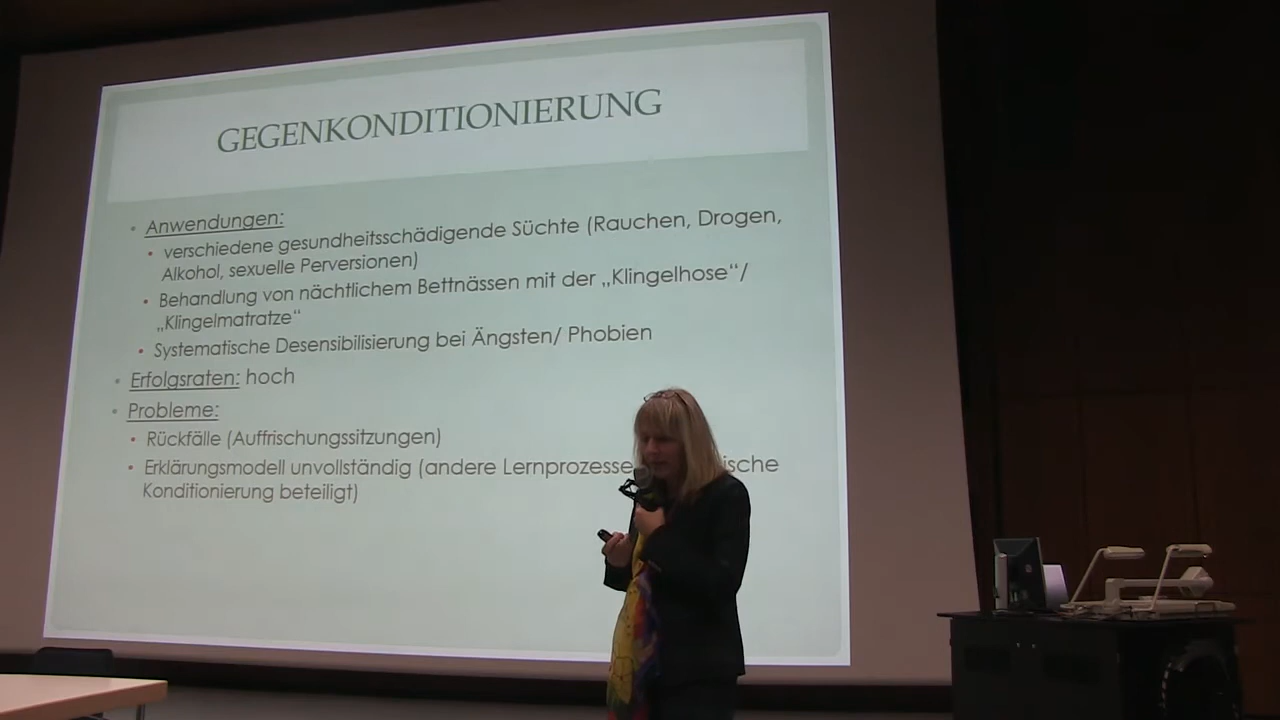 GEGENKONDITIONIERUNG
• Anwendungen:
• verschiedene gesundheitsschädigende Süchte (Rauchen, Drogen,
Alkohol, sexuelle Perversionen)
• Behandlung von nächtlichem Bettnässen mit der „Klingelhose“/
„Klingelmatratze“
• Systematische Desensibilisierung bei Ängsten/ Phobien
• Erfolgsraten: hoch
• Probleme:
• Rückfälle (Auffrischungssitzungen)
• Erklärungsmodell unvollständig (andere Lernprozesse ische
Konditionierung beteiligt)